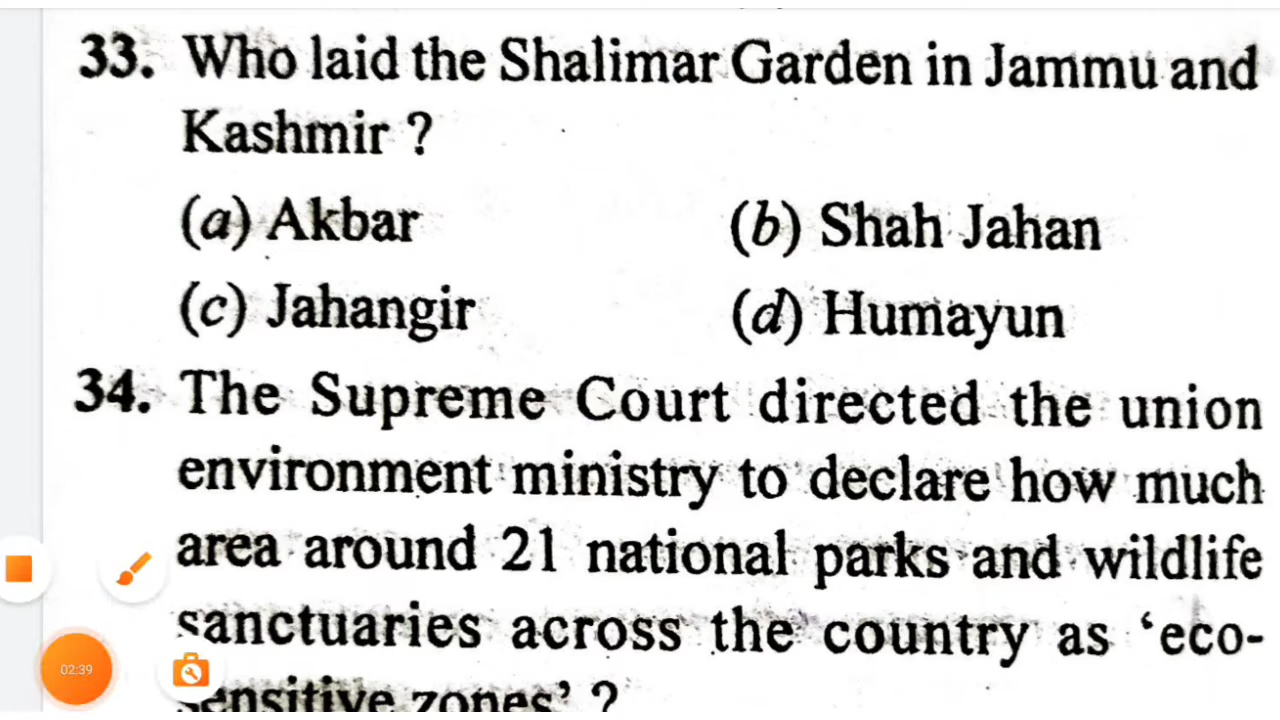 33. Who laid the Shalimar Garden in Jammu and
Kashmir ?
(a) Akbar (b) Shah Jahan
(c) Jahangir (d) Humayun
34. The Supreme Court directed the union
environment ministry to declare how much
area around 21 national parks and wildlife
sanctuaries across the country as ‘eco-
sensitive zones’ ?
02:39